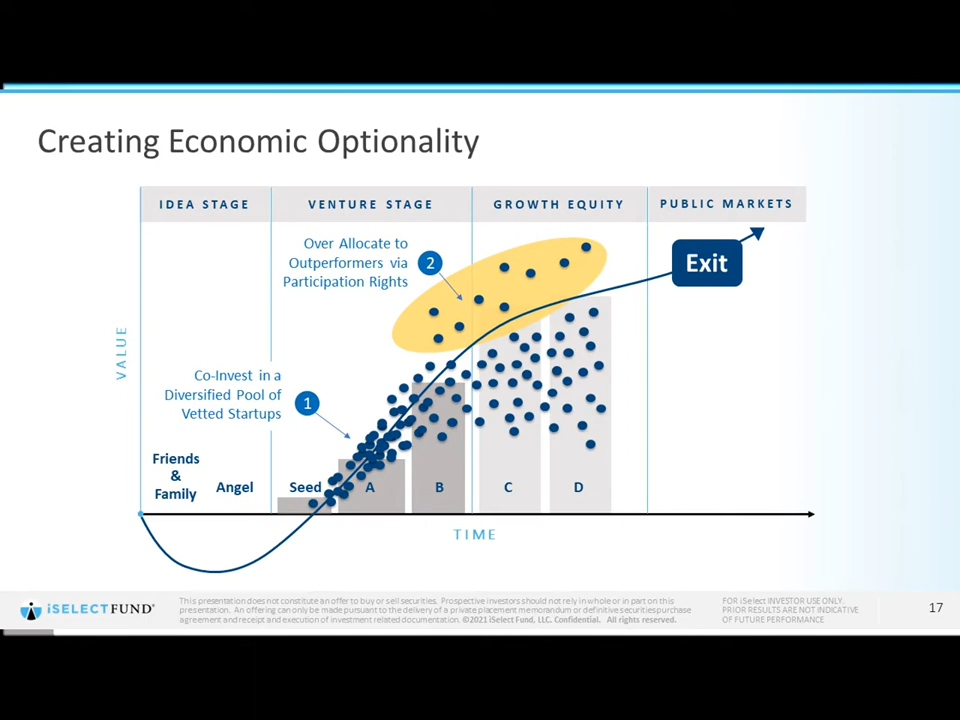 Creating Economic Optionality
IDEA STAGE
VENTURE STAGE
GROWTH EQUITY
PUBLIC MARKETS
Over Allocate to
Outperformers via
Participation Rights
2
Exit
VALUE
Co-Invest in a
Diversified Pool of
Vetted Startups
1
Friends
&
Family
Angel
Seed
A
B
C
D
TIME
iSELECTFUND®
This presentation does not constitute an offer to buy or sell securities. Prospective investors should not rely in whole or in part on this
presentation. An offering can only be made pursuant to the delivery of a private placement memorandum or definitive securities purchase
agreement and receipt and execution of investment related documentation. ©2021 iSelect Fund, LLC. Confidential. All rights reserved.
FOR iSelect INVESTOR USE ONLY.
PRIOR RESULTS ARE NOT INDICATIVE
OF FUTURE PERFORMANCE
17